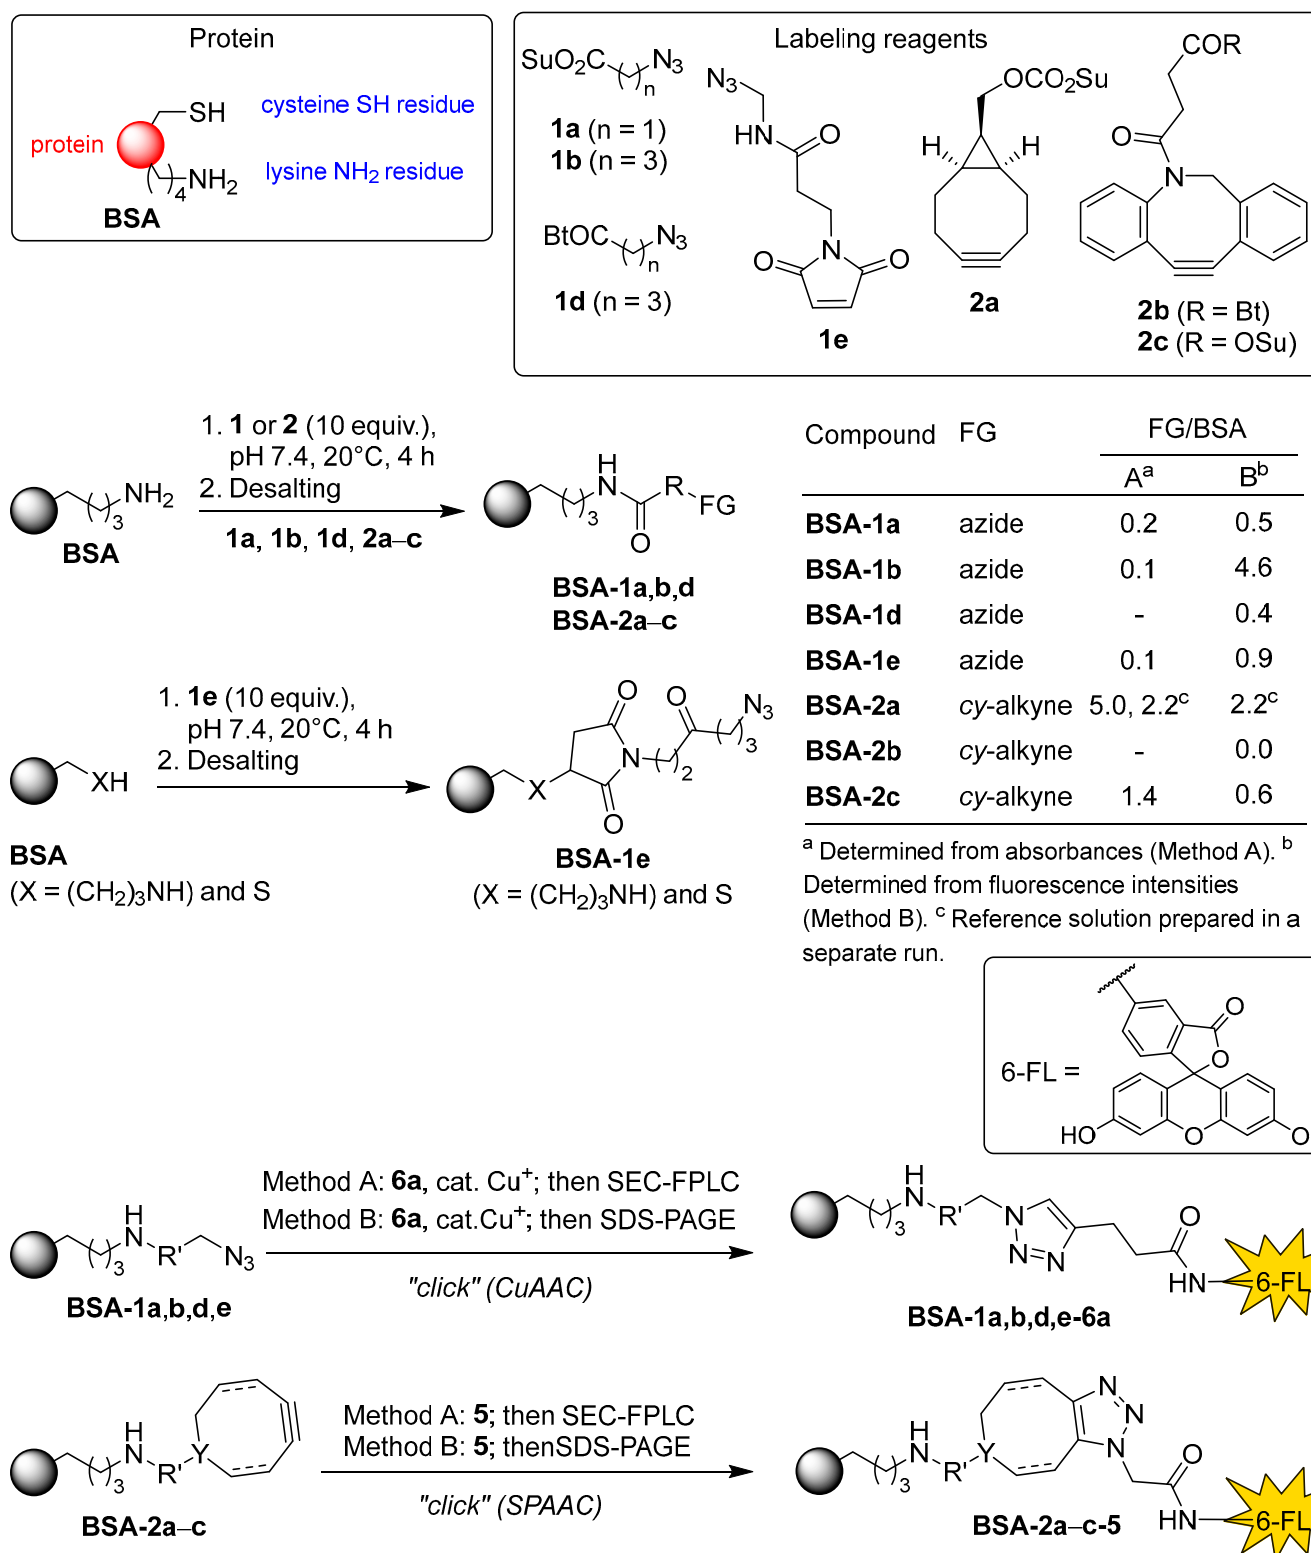 Protein
SH
cysteine SH residue
protein
lysine NH2 residue
( )4 NH2
BSA
Labeling reagents
SuO2C ( )n N3
1a (n = 1)
1b (n = 3)
BtOC ( )n N3
1d (n = 3)
N3
HN
O
N
O
O
1e
OCO2Su
H
H
2a
COR
O
N
2b (R = Bt)
2c (R = OSu)
1. 1 or 2 (10 equiv.),
pH 7.4, 20°C, 4 h
2. Desalting
1a, 1b, 1d, 2a–c
( )3 NH2
BSA
( )3
H
N
O
R
FG
BSA-1a,b,d
BSA-2a–c
1. 1e (10 equiv.),
pH 7.4, 20°C, 4 h
2. Desalting
XH
BSA
(X = (CH2)3NH) and S
X
O
N
O
( )2
O
( )3
N3
BSA-1e
(X = (CH2)3NH) and S
Compound FG FG/BSA
Aa Bb
BSA-1a azide 0.2 0.5
BSA-1b azide 0.1 4.6
BSA-1d azide - 0.4
BSA-1e azide 0.1 0.9
BSA-2a cy-alkyne 5.0, 2.2c 2.2c
BSA-2b cy-alkyne - 0.0
BSA-2c cy-alkyne 1.4 0.6
a Determined from absorbances (Method A). b
Determined from fluorescence intensities
(Method B). c Reference solution prepared in a
separate run.
6-FL =
O
O
HO
O
O
Method A: 6a, cat. Cu+; then SEC-FPLC
Method B: 6a, cat.Cu+; then SDS-PAGE
"click" (CuAAC)
( )3
H
N
R'
N3
BSA-1a,b,d,e
( )3
H
N
R'
N
N
N
O
HN
6-FL
BSA-1a,b,d,e-6a
Method A: 5; then SEC-FPLC
Method B: 5; thenSDS-PAGE
"click" (SPAAC)
( )3
H
N
R'
Y
BSA-2a–c
( )3
H
N
R'
Y
N
N
N
O
HN
6-FL
BSA-2a–c-5